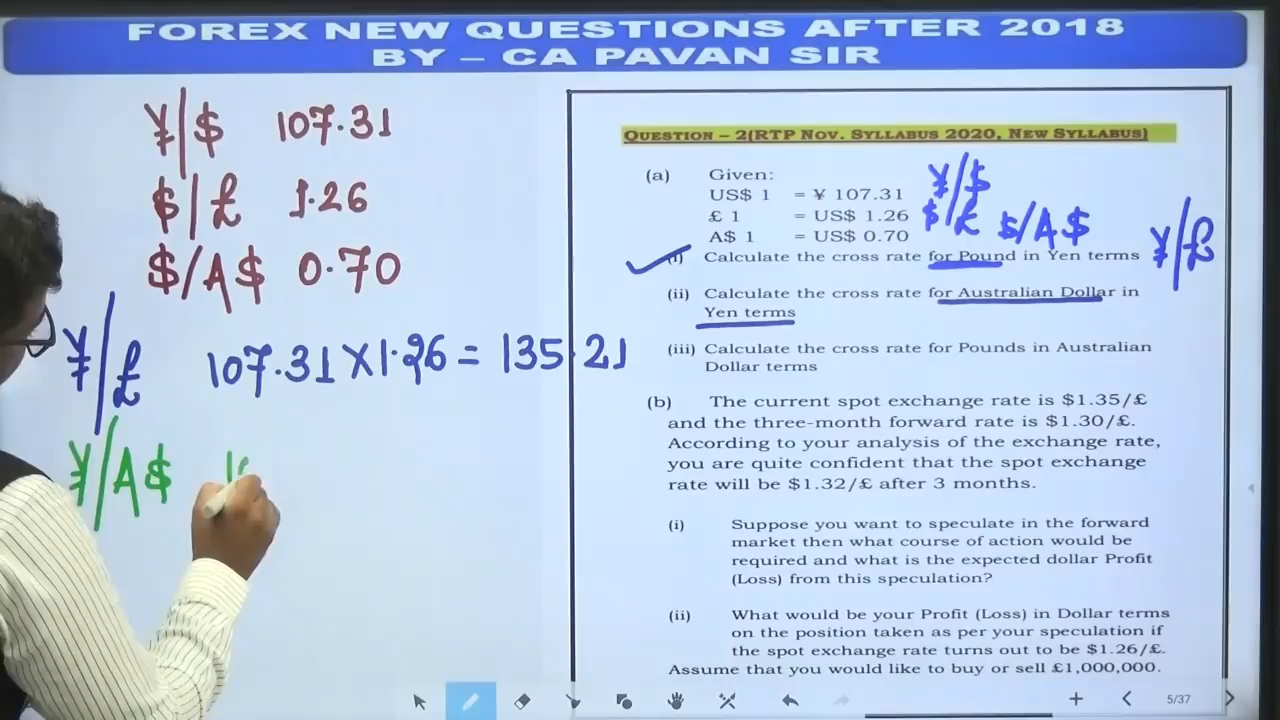 FOREX NEW QUESTIONS AFTER 2018
BY – CA PAVAN SIR
¥/$ 107.31
$/£ 1.26
$/A$ 0.70
¥/£ 107.31 X 1.26 = 135.21
¥/A$ 10
QUESTION – 2(RTP NOV. SYLLABUS 2020, NEW SYLLABUS)
(a) Given:
US$ 1 = ¥ 107.31 ¥/$
£ 1 = US$ 1.26 $/£
A$ 1 = US$ 0.70 $/A$
(i) Calculate the cross rate for Pound in Yen terms ¥/£
(ii) Calculate the cross rate for Australian Dollar in
Yen terms
(iii) Calculate the cross rate for Pounds in Australian
Dollar terms
(b) The current spot exchange rate is $1.35/£
and the three-month forward rate is $1.30/£.
According to your analysis of the exchange rate,
you are quite confident that the spot exchange
rate will be $1.32/£ after 3 months.
(i) Suppose you want to speculate in the forward
market then what course of action would be
required and what is the expected dollar Profit
(Loss) from this speculation?
(ii) What would be your Profit (Loss) in Dollar terms
on the position taken as per your speculation if
the spot exchange rate turns out to be $1.26/£.
Assume that you would like to buy or sell £1,000,000.
5/37